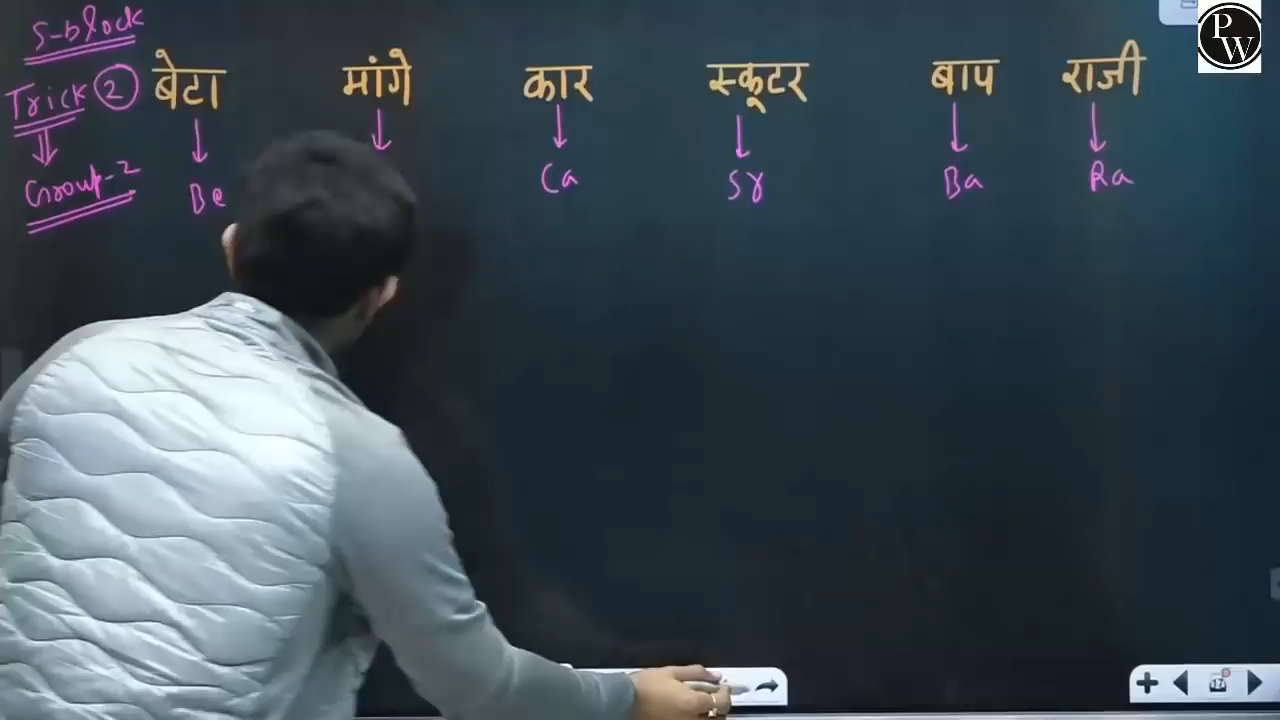 S-block
Trick ② बेटा मांगे कार स्कूटर बाप राजी
Group-2 Be Ca Sr Ba Ra
PW